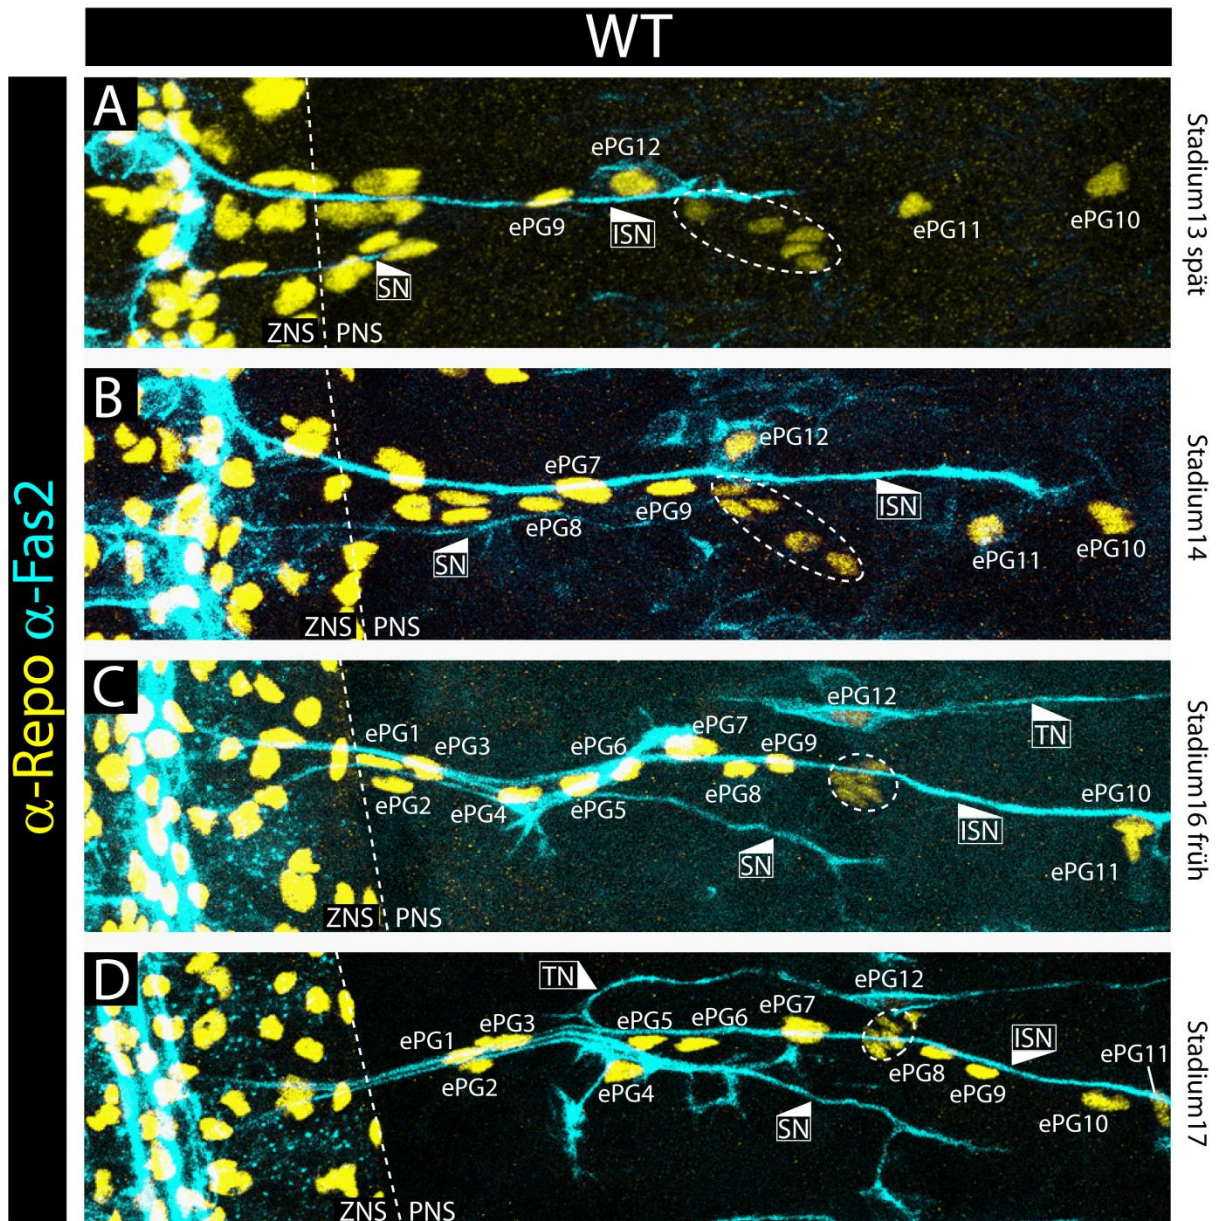 WT
α-Repo α-Fas2
A
ePG12
ePG9
ISN
ePG11
ePG10
SN
ZNS PNS
Stadium13 spät
B
ePG12
ePG7
ePG8
ePG9
ISN
SN
ePG11
ePG10
ZNS PNS
Stadium14
C
ePG12
TN
ePG1
ePG3
ePG6
ePG7
ePG9
ePG2
ePG4
ePG5
ePG8
ePG10
ISN
SN
ePG11
ZNS PNS
Stadium16 früh
D
TN
ePG12
ePG1
ePG3
ePG5
ePG6
ePG7
ISN
ePG11
ePG2
ePG4
ePG8
ePG9
SN
ePG10
ZNS PNS
Stadium17